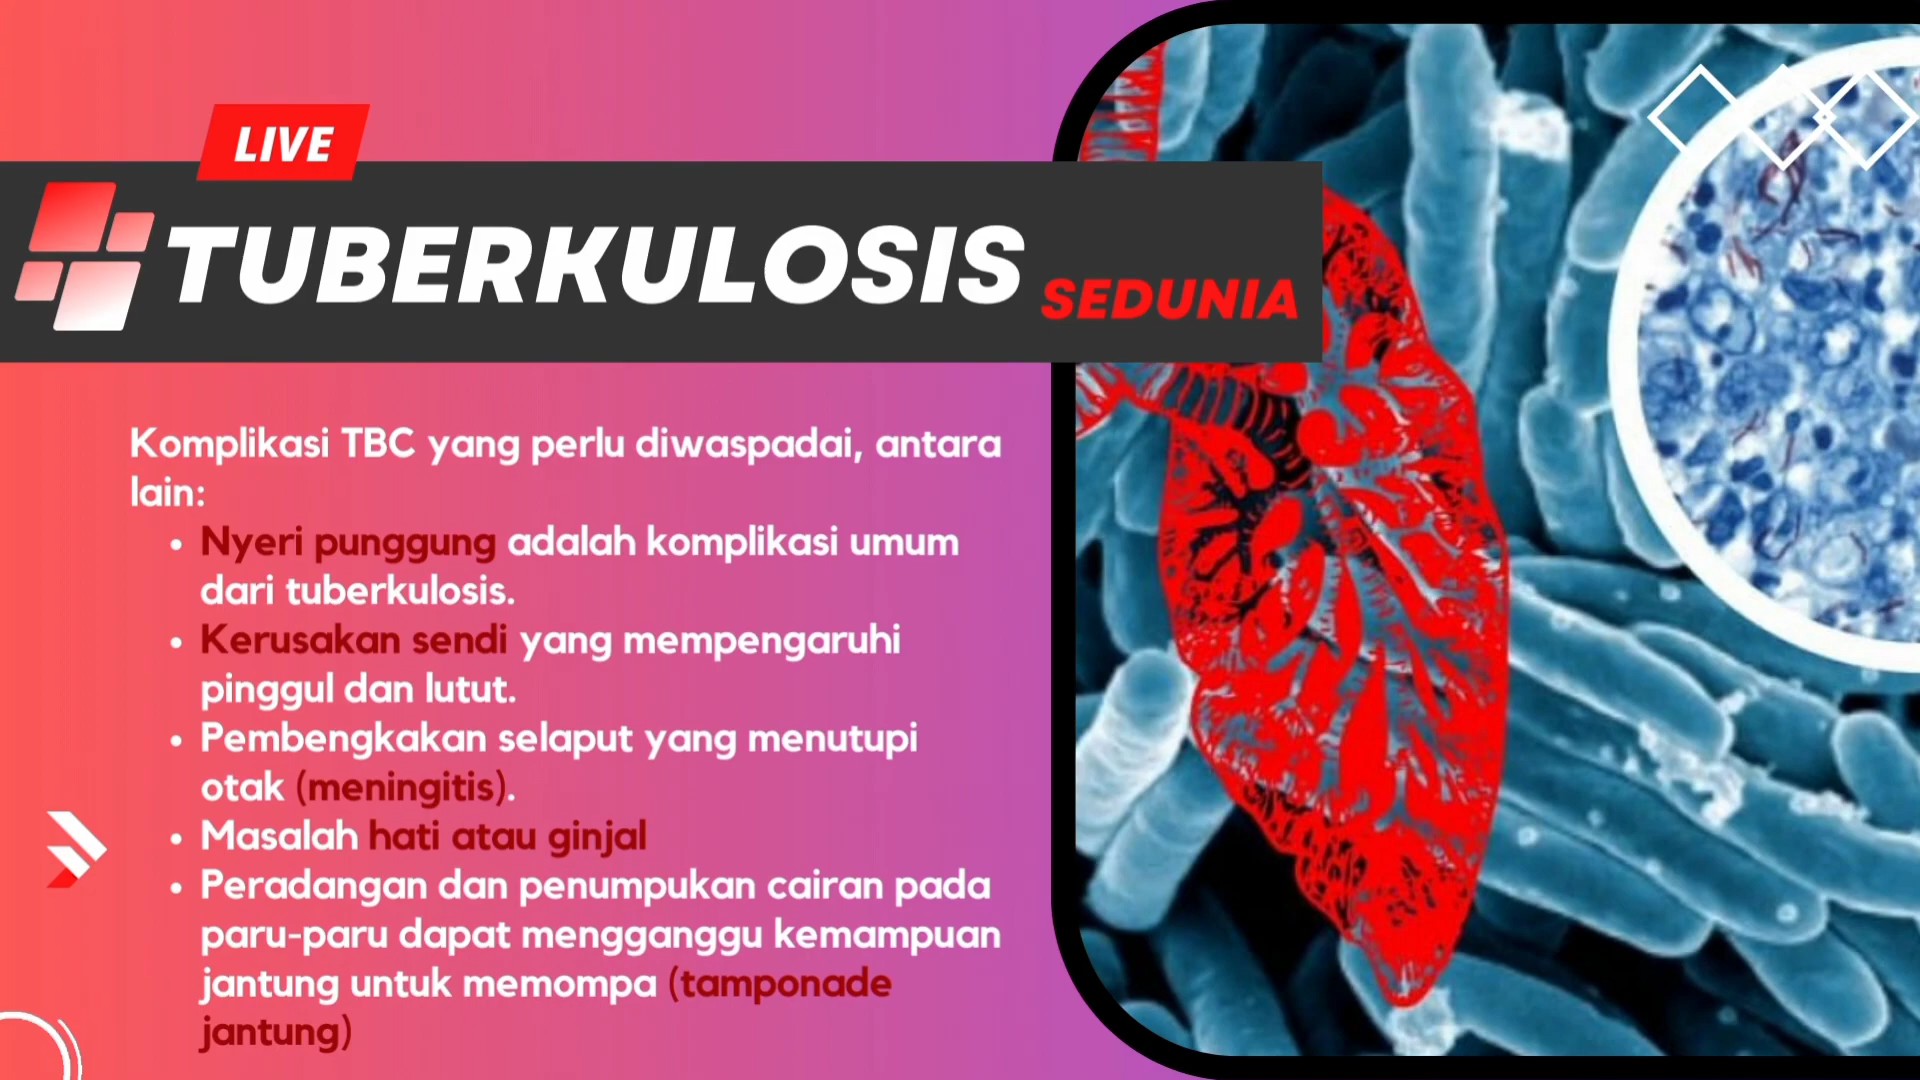 LIVE
TUBERKULOSIS SEDUNIA
Komplikasi TBC yang perlu diwaspadai, antara
lain:
• Nyeri punggung adalah komplikasi umum
dari tuberkulosis.
• Kerusakan sendi yang mempengaruhi
pinggul dan lutut.
• Pembengkakan selaput yang menutupi
otak (meningitis).
• Masalah hati atau ginjal
• Peradangan dan penumpukan cairan pada
paru-paru dapat mengganggu kemampuan
jantung untuk memompa (tamponade
jantung)